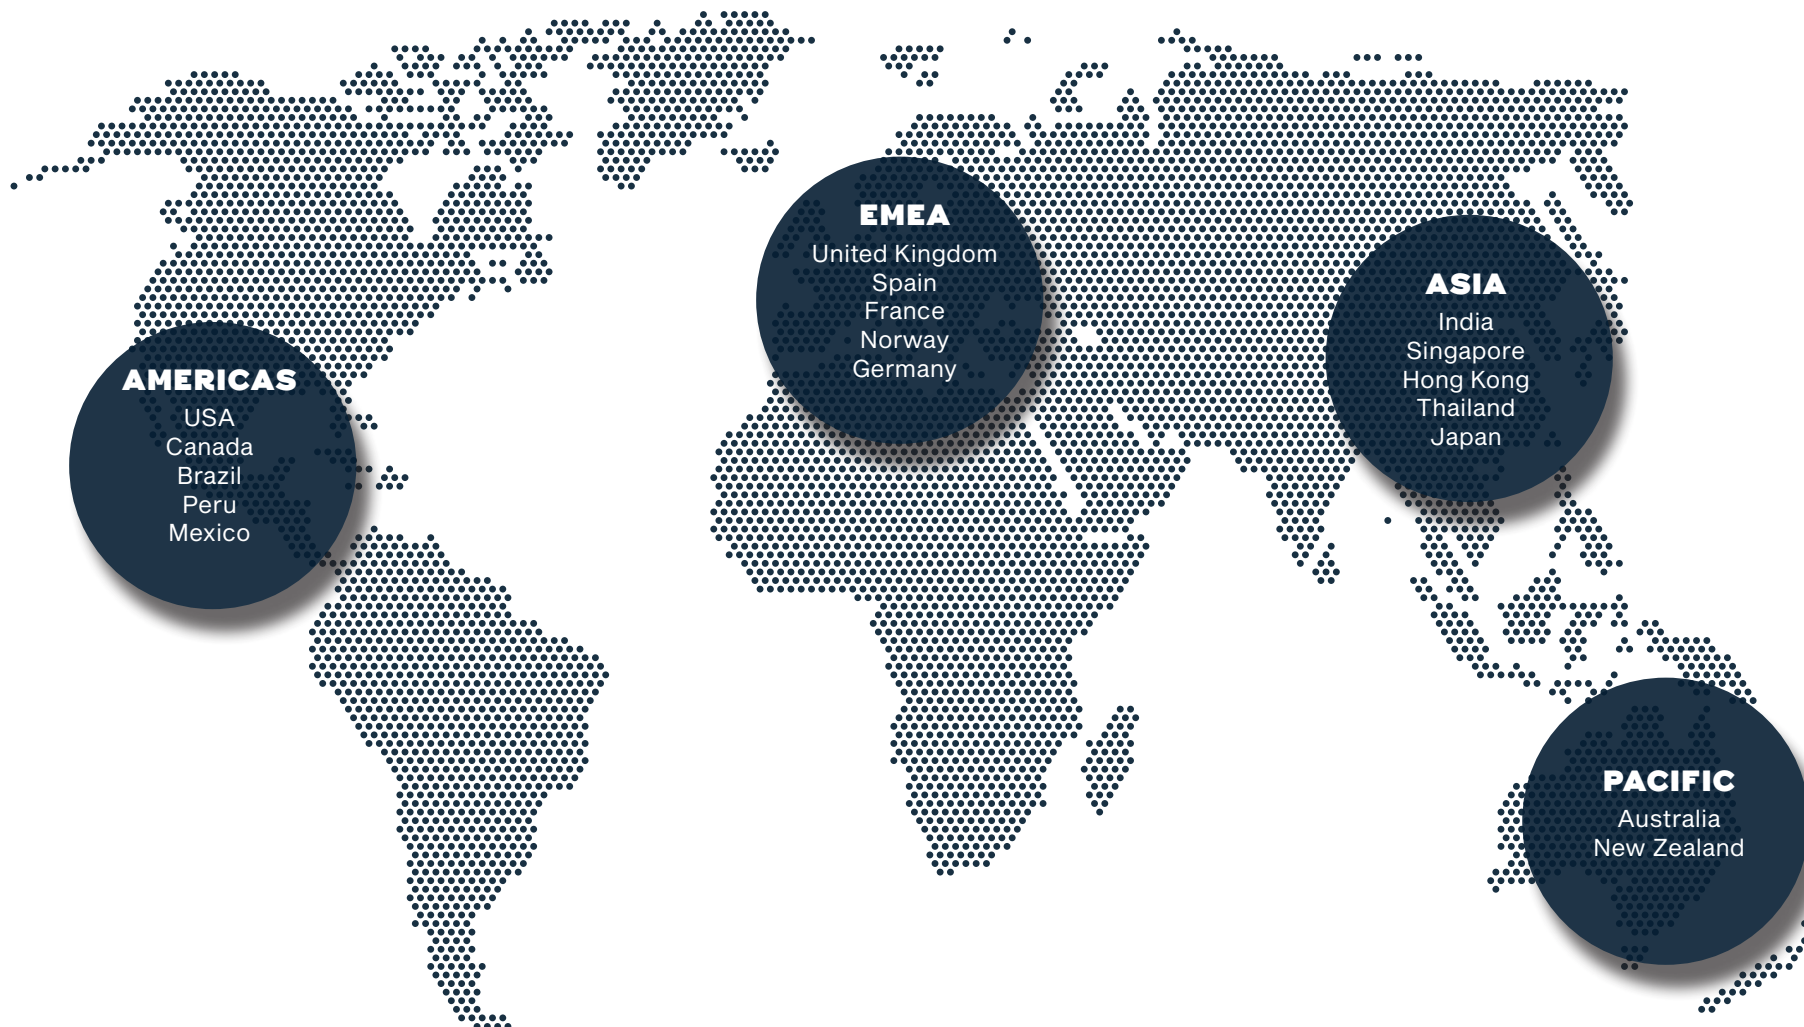 AMERICAS
USA
Canada
Brazil
Peru
Mexico
EMEA
United Kingdom
Spain
France
Norway
Germany
ASIA
India
Singapore
Hong Kong
Thailand
Japan
PACIFIC
Australia
New Zealand